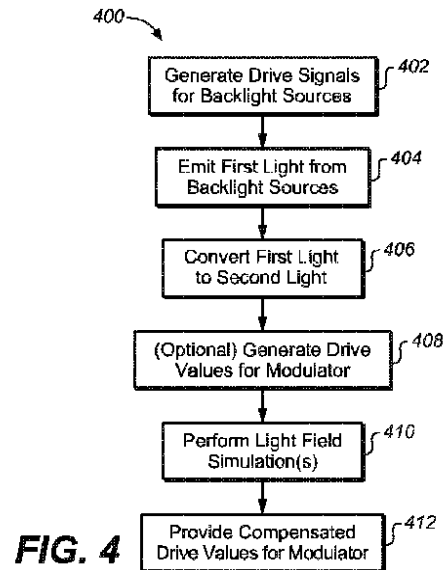 400
Generate Drive Signals
for Backlight Sources
402
Emit First Light from
Backlight Sources
404
Convert First Light
to Second Light
406
(Optional) Generate Drive
Values for Modulator
408
Perform Light Field
Simulation(s)
410
Provide Compensated
Drive Values for Modulator
412
FIG. 4